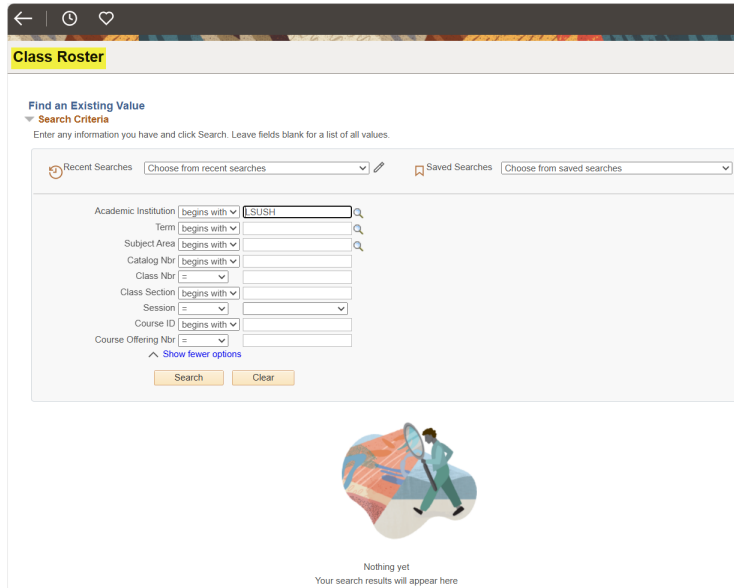 Class Roster
Find an Existing Value
Search Criteria
Enter any information you have and click Search. Leave fields blank for a list of all values.
Recent Searches Choose from recent searches Saved Searches Choose from saved searches
Academic Institution begins with LSUSH
Term begins with
Subject Area begins with
Catalog Nbr begins with
Class Nbr =
Class Section begins with
Session =
Course ID begins with
Course Offering Nbr =
Show fewer options
Search Clear
Nothing yet
Your search results will appear here